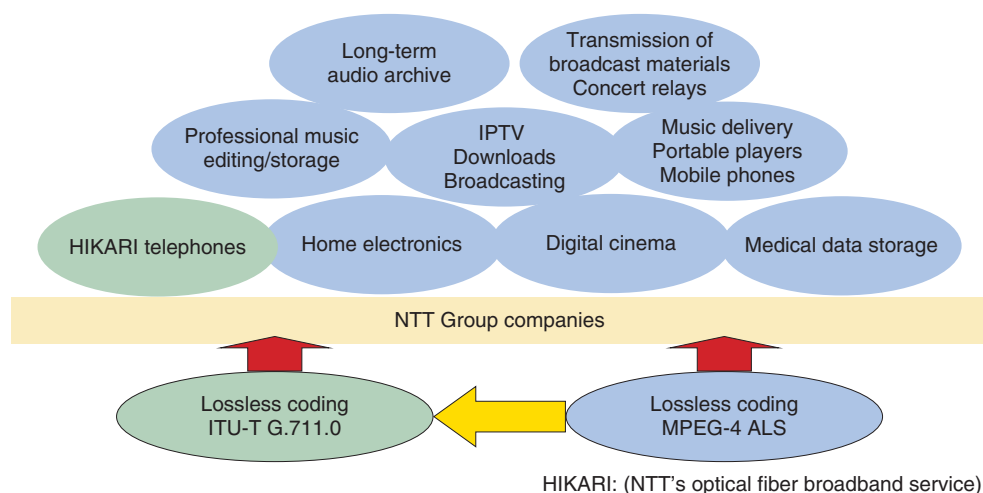 Long-term
audio archive
Transmission of
broadcast materials
Concert relays
Professional music
editing/storage
IPTV
Downloads
Broadcasting
Music delivery
Portable players
Mobile phones
HIKARI telephones
Home electronics
Digital cinema
Medical data storage
NTT Group companies
Lossless coding
ITU-T G.711.0
Lossless coding
MPEG-4 ALS
HIKARI: (NTT's optical fiber broadband service)